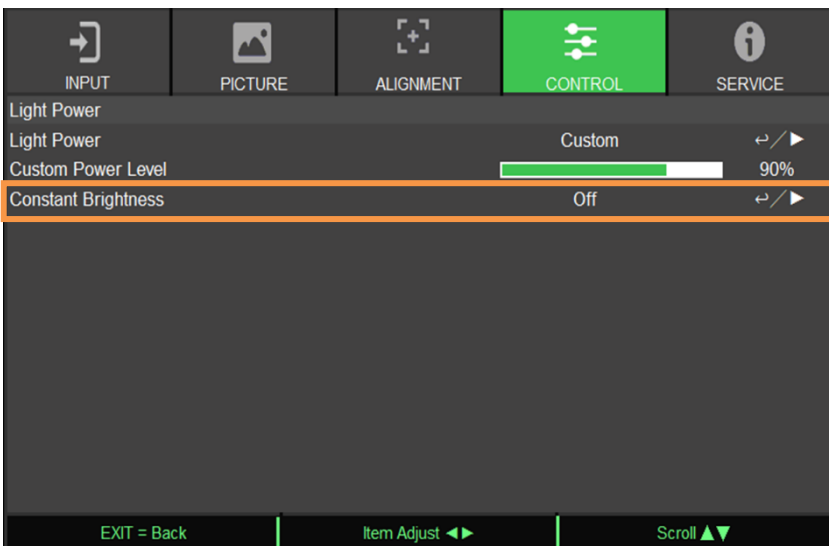 INPUT PICTURE ALIGNMENT CONTROL SERVICE
Light Power
Light Power Custom ↩/▶
Custom Power Level 90%
Constant Brightness Off ↩/▶
EXIT = Back Item Adjust ◀▶ Scroll ▲▼